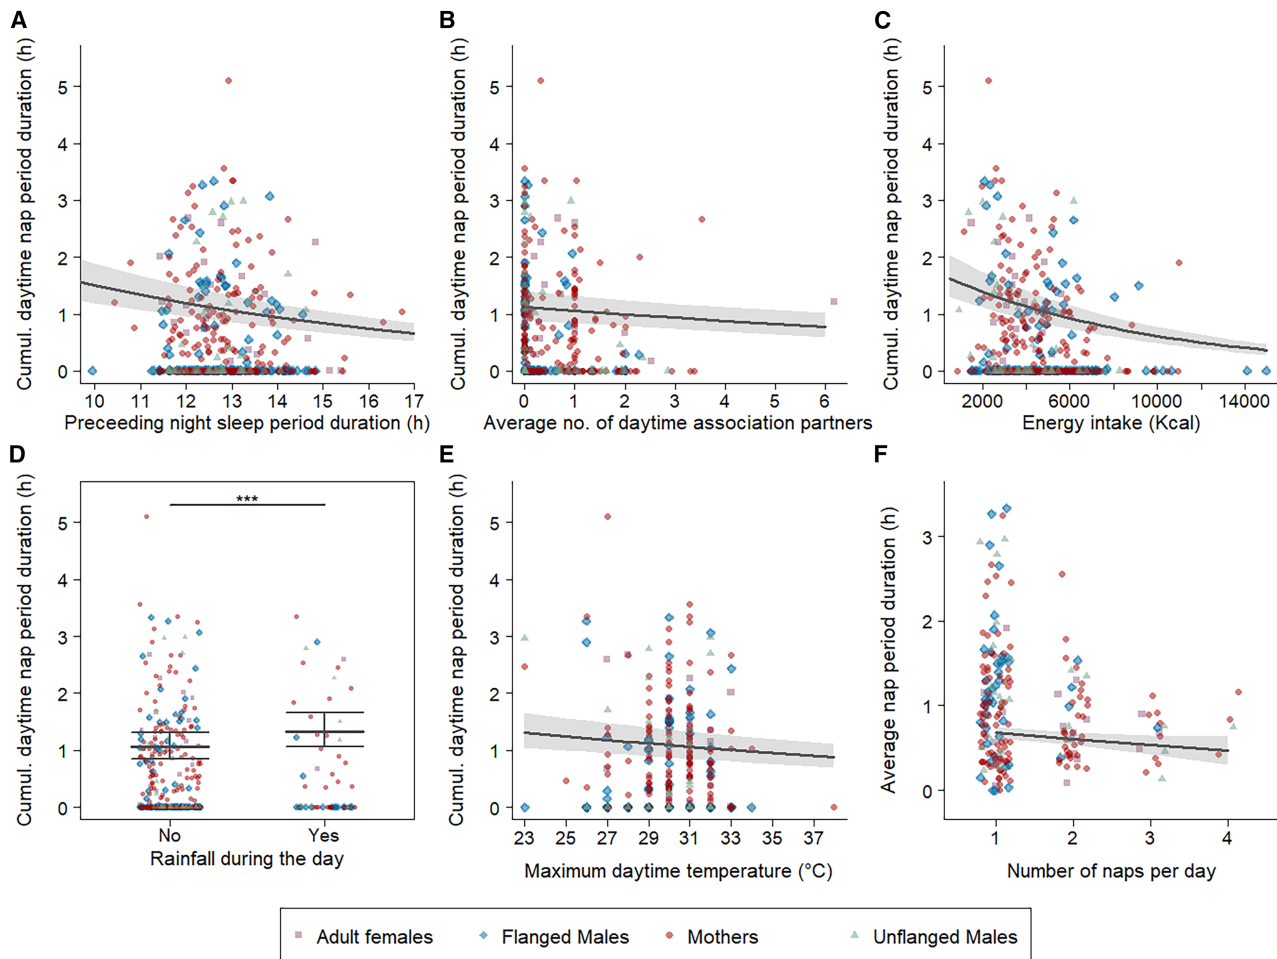 A
Cumul. daytime nap period duration (h)
5
4
3
2
1
0
10 11 12 13 14 15 16 17
Preceeding night sleep period duration (h)
B
Cumul. daytime nap period duration (h)
5
4
3
2
1
0
0 1 2 3 4 5 6
Average no. of daytime association partners
C
Cumul. daytime nap period duration (h)
5
4
3
2
1
0
2000 6000 10000 14000
Energy intake (Kcal)
D
Cumul. daytime nap period duration (h)
5
4
3
2
1
0
***
No Yes
Rainfall during the day
E
Cumul. daytime nap period duration (h)
5
4
3
2
1
0
23 25 27 29 31 33 35 37
Maximum daytime temperature (°C)
F
Average nap period duration (h)
3
2
1
0
1 2 3 4
Number of naps per day
Adult females Flanged Males Mothers Unflanged Males